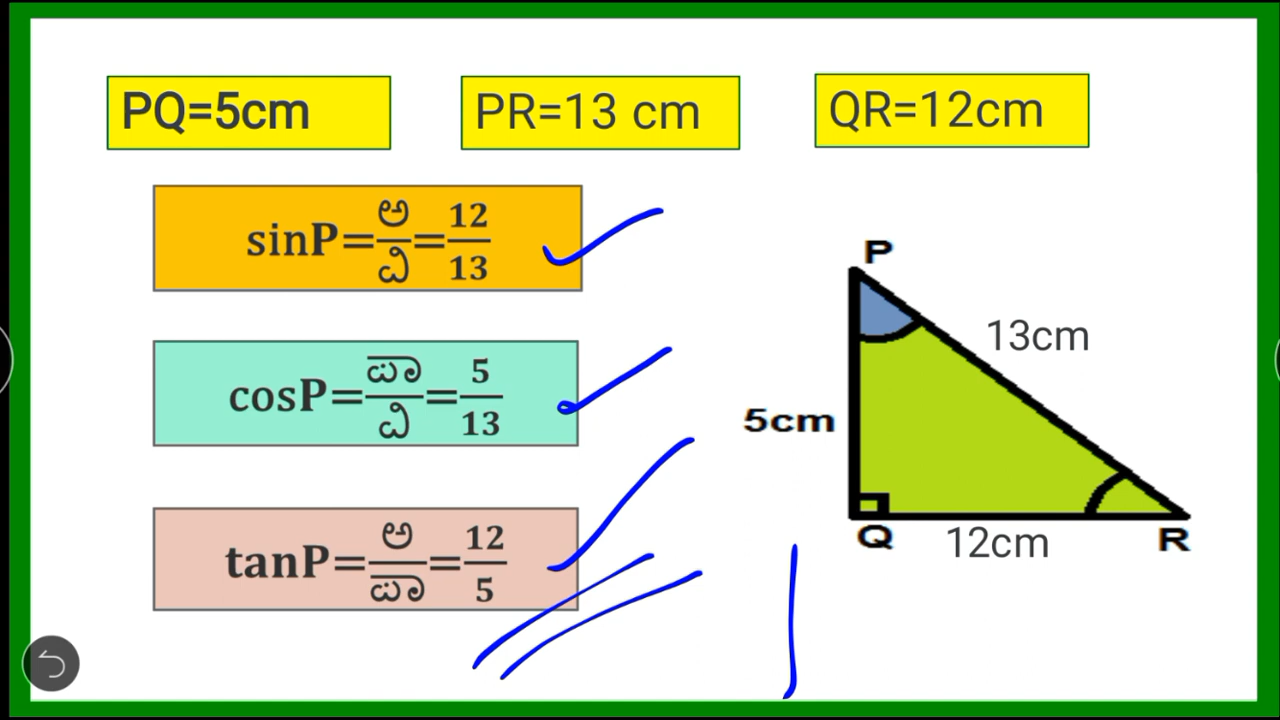 PQ=5cm
PR=13 cm
QR=12cm
sinP=ಅ/ವಿ=12/13
cosP=ಪಾ/ವಿ=5/13
tanP=ಅ/ಪಾ=12/5
P
13cm
5cm
Q
12cm
R